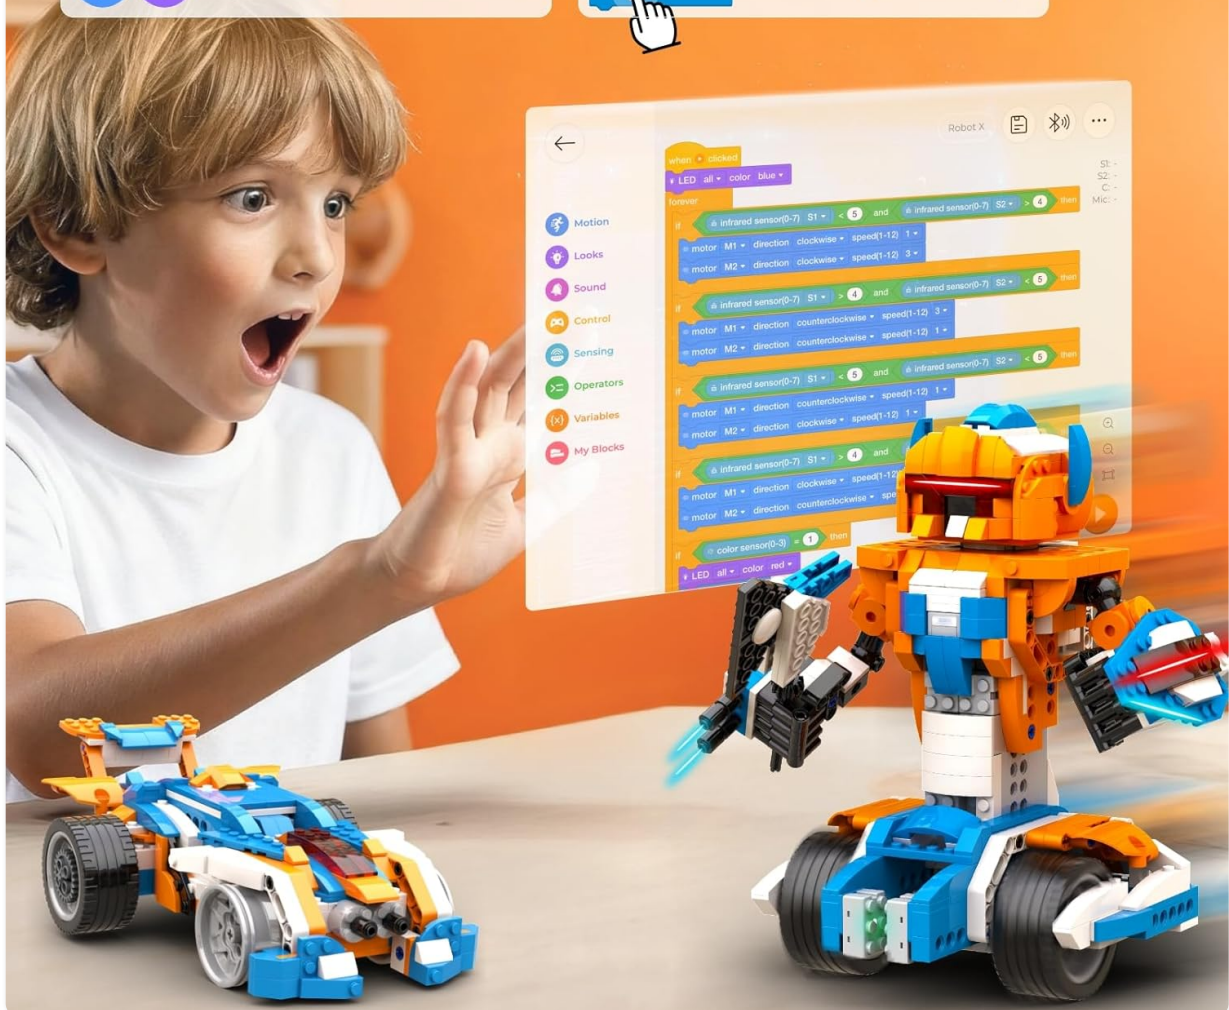 Robot X
S1: -
S2: -
C: -
Mic: -
Motion
Looks
Sound
Control
Sensing
Operators
Variables
My Blocks
when clicked
LED all color blue
forever
if infrared sensor(0-7) S1 < 5 and infrared sensor(0-7) S2 > 4 then
motor M1 direction clockwise speed(1-12) 1
motor M2 direction clockwise speed(1-12) 3
if infrared sensor(0-7) S1 > 4 and infrared sensor(0-7) S2 < 5 then
motor M1 direction counterclockwise speed(1-12) 3
motor M2 direction counterclockwise speed(1-12) 1
if infrared sensor(0-7) S1 < 5 and infrared sensor(0-7) S2 < 5 then
motor M1 direction counterclockwise speed(1-12) 1
motor M2 direction clockwise speed(1-12) 1
if infrared sensor(0-7) S1 > 4 and
motor M1 direction clockwise speed(1-12)
motor M2 direction counterclockwise spe
if color sensor(0-3) = 1 then
LED all color red